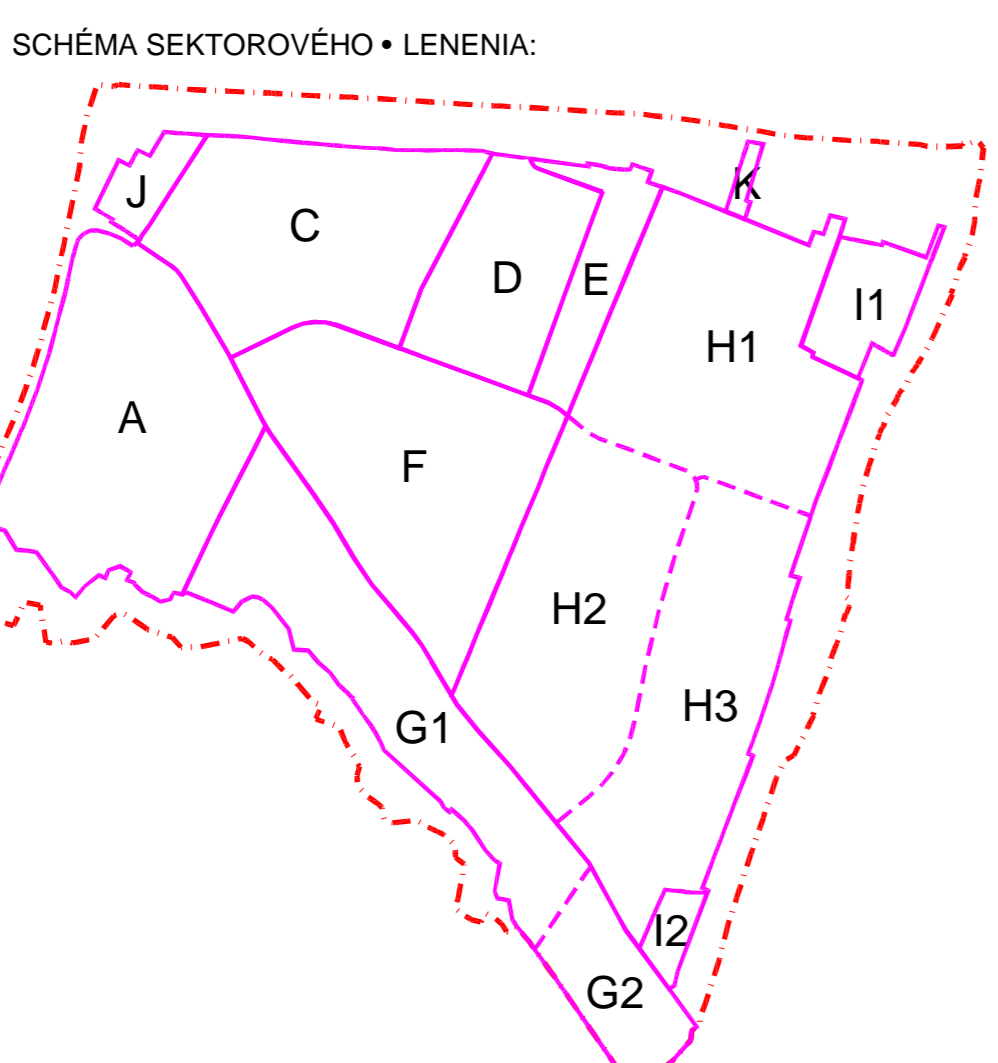 SCHÉMA SEKTOROVÉHO • LENENIA:
K
J
C
D
E
I1
H1
A
F
H2
H3
G1
I2
G2